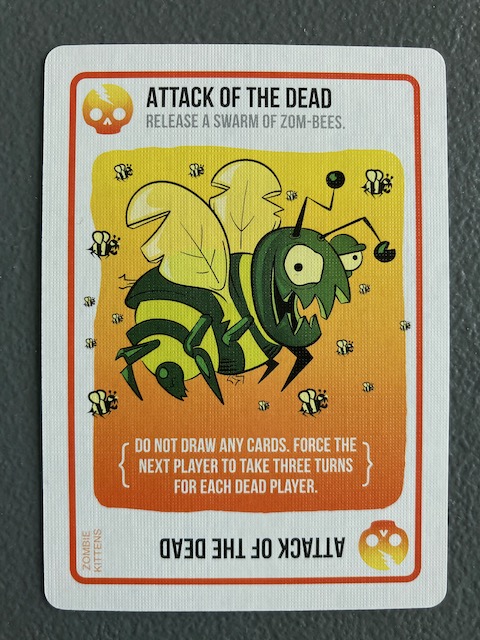 ATTACK OF THE DEAD
RELEASE A SWARM OF ZOM-BEES.
DO NOT DRAW ANY CARDS. FORCE THE
NEXT PLAYER TO TAKE THREE TURNS
FOR EACH DEAD PLAYER.
ZOMBIE
KITTENS
ATTACK OF THE DEAD